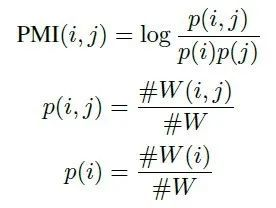 PMI(i, j) = log p(i, j) / p(i)p(j)
p(i, j) = #W(i, j) / #W
p(i) = #W(i) / #W